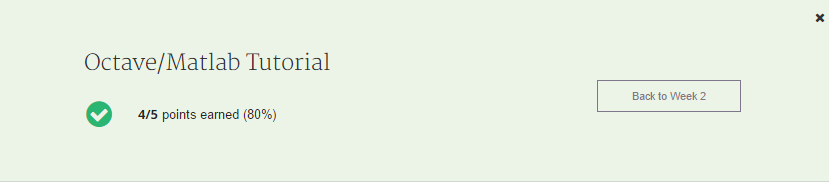 Octave/Matlab Tutorial
4/5 points earned (80%)
Back to Week 2